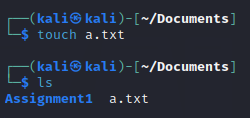 ┌──(kali㉿kali)-[~/Documents]
└─$ touch a.txt
┌──(kali㉿kali)-[~/Documents]
└─$ ls
Assignment1  a.txt